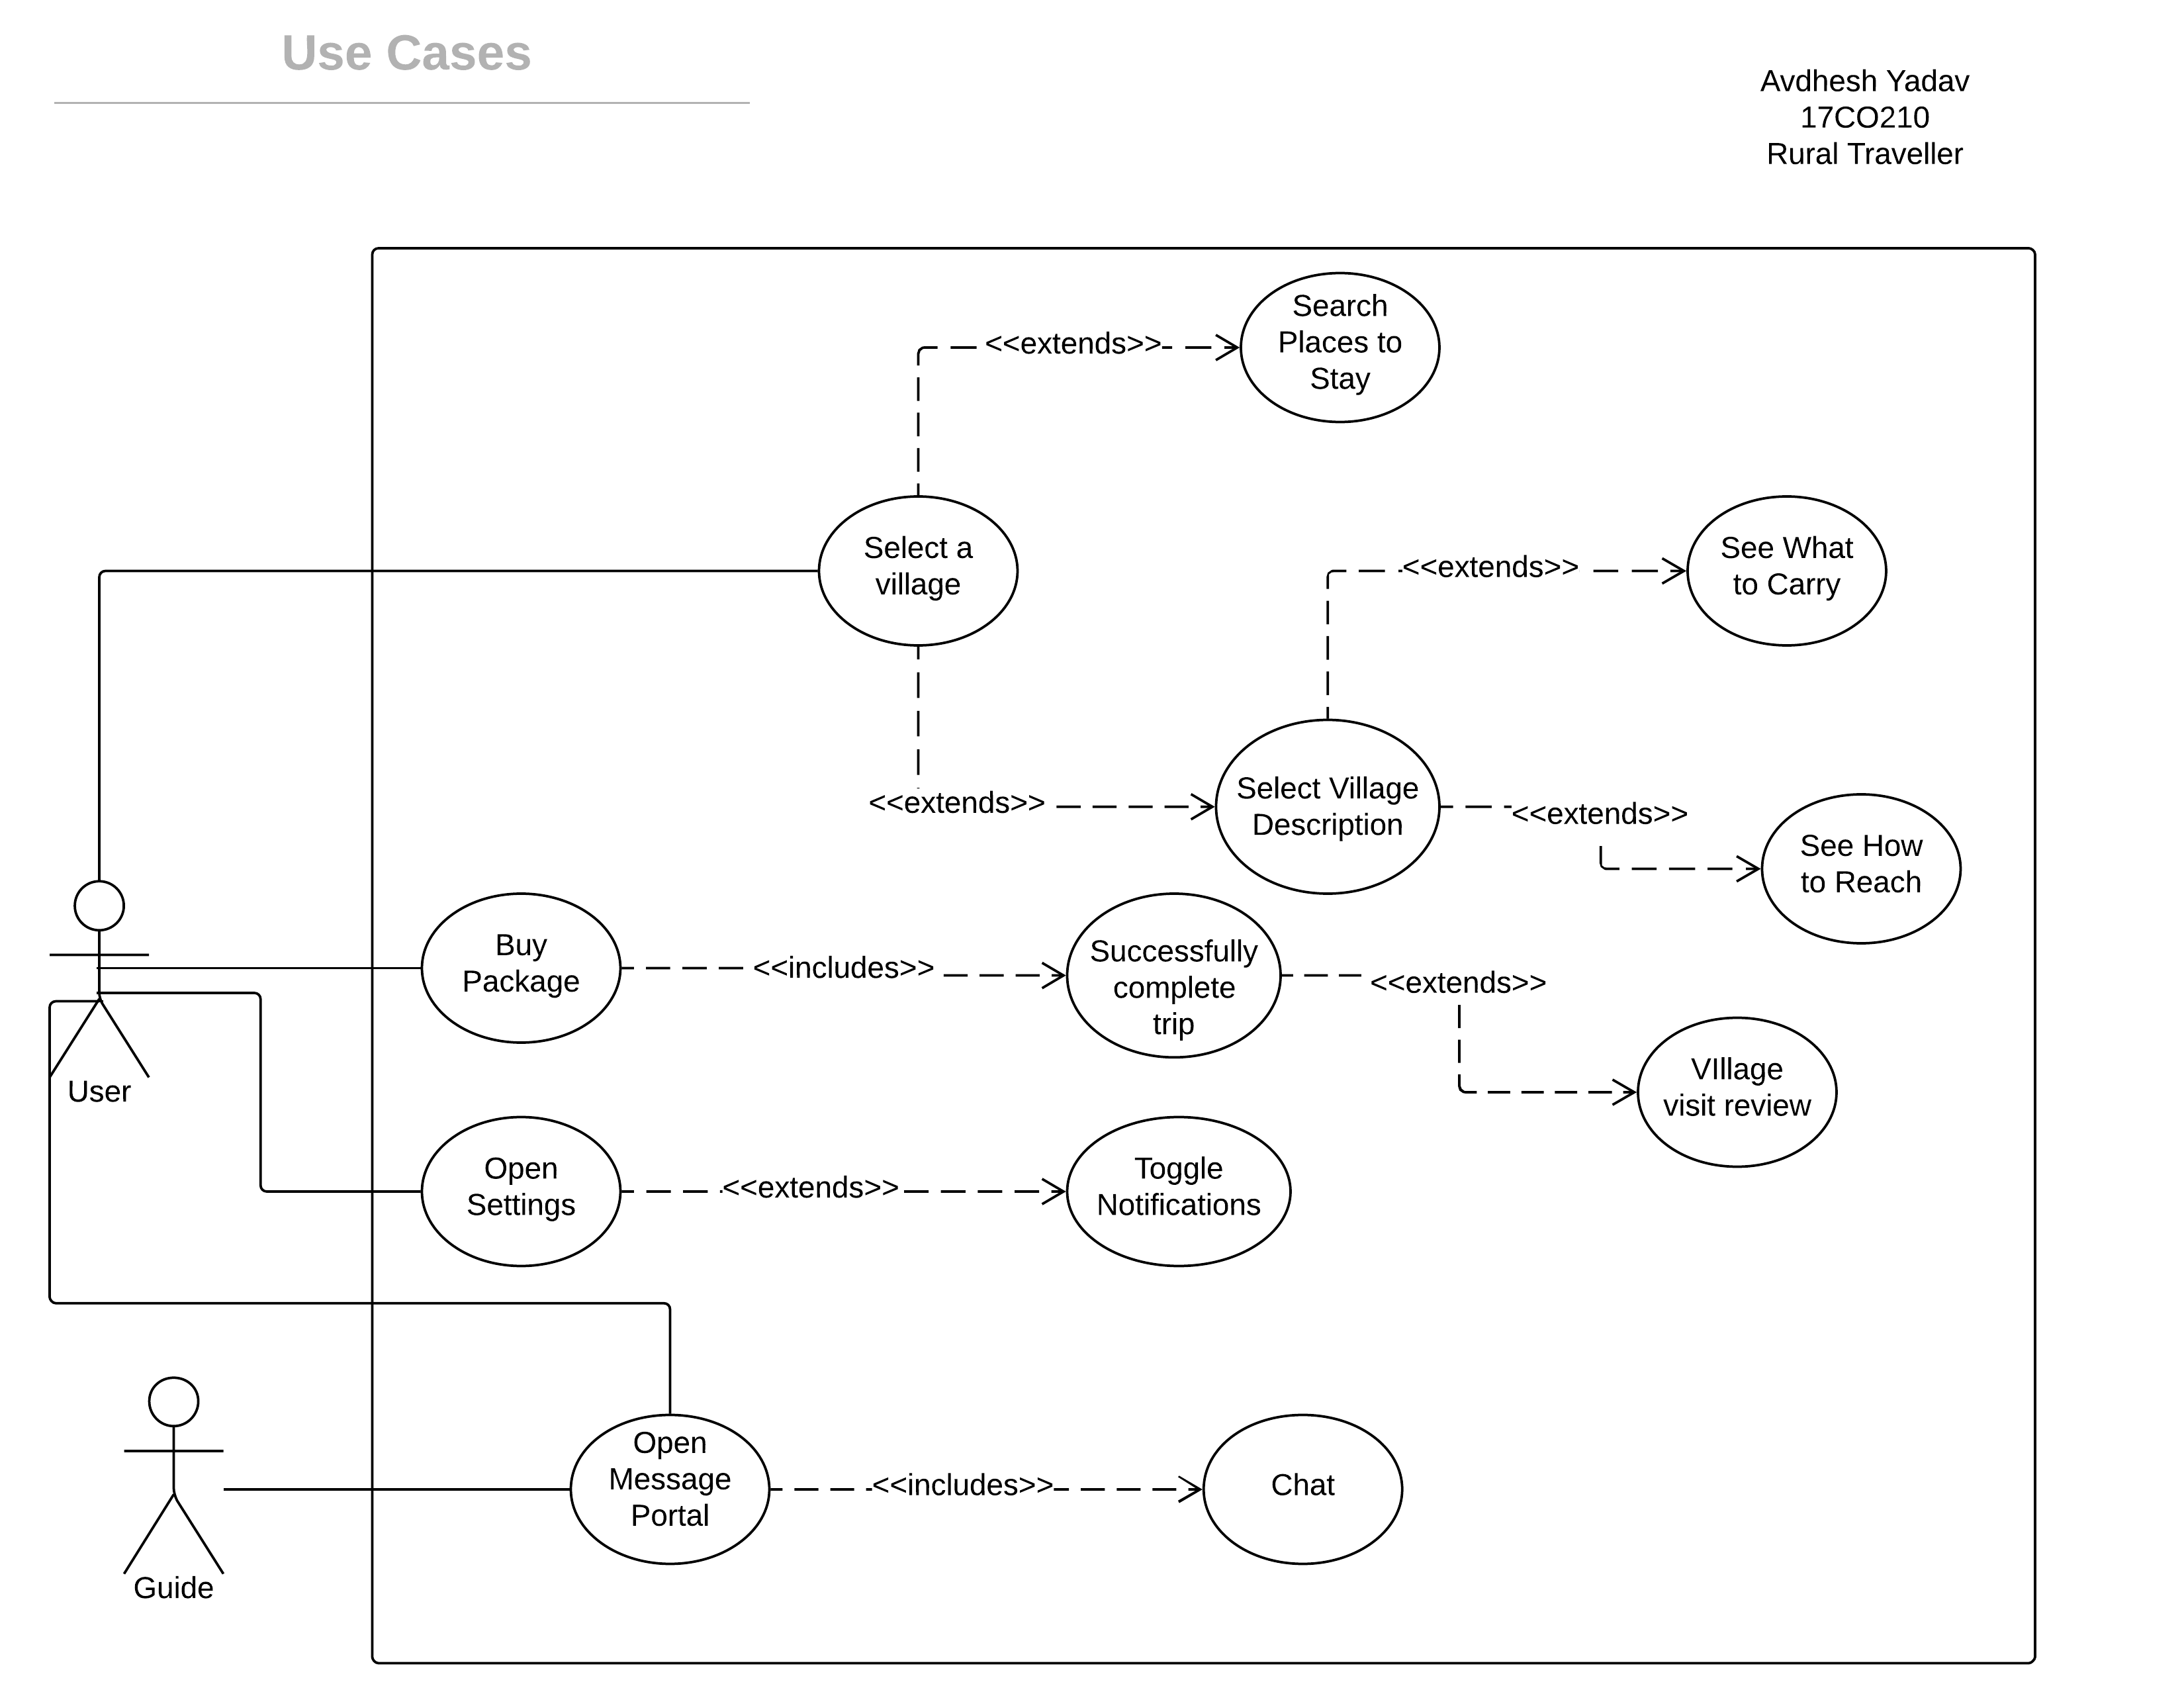 Use Cases
Avdhesh Yadav
17CO210
Rural Traveller
Search
Places to
Stay
<<extends>>
Select a
village
<<extends>>
See What
to Carry
<<extends>>
Select Village
Description
<<extends>>
See How
to Reach
Buy
Package
<<includes>>
Successfully
complete
trip
<<extends>>
VIllage
visit review
User
Open
Settings
<<extends>>
Toggle
Notifications
Open
Message
Portal
<<includes>>
Chat
Guide